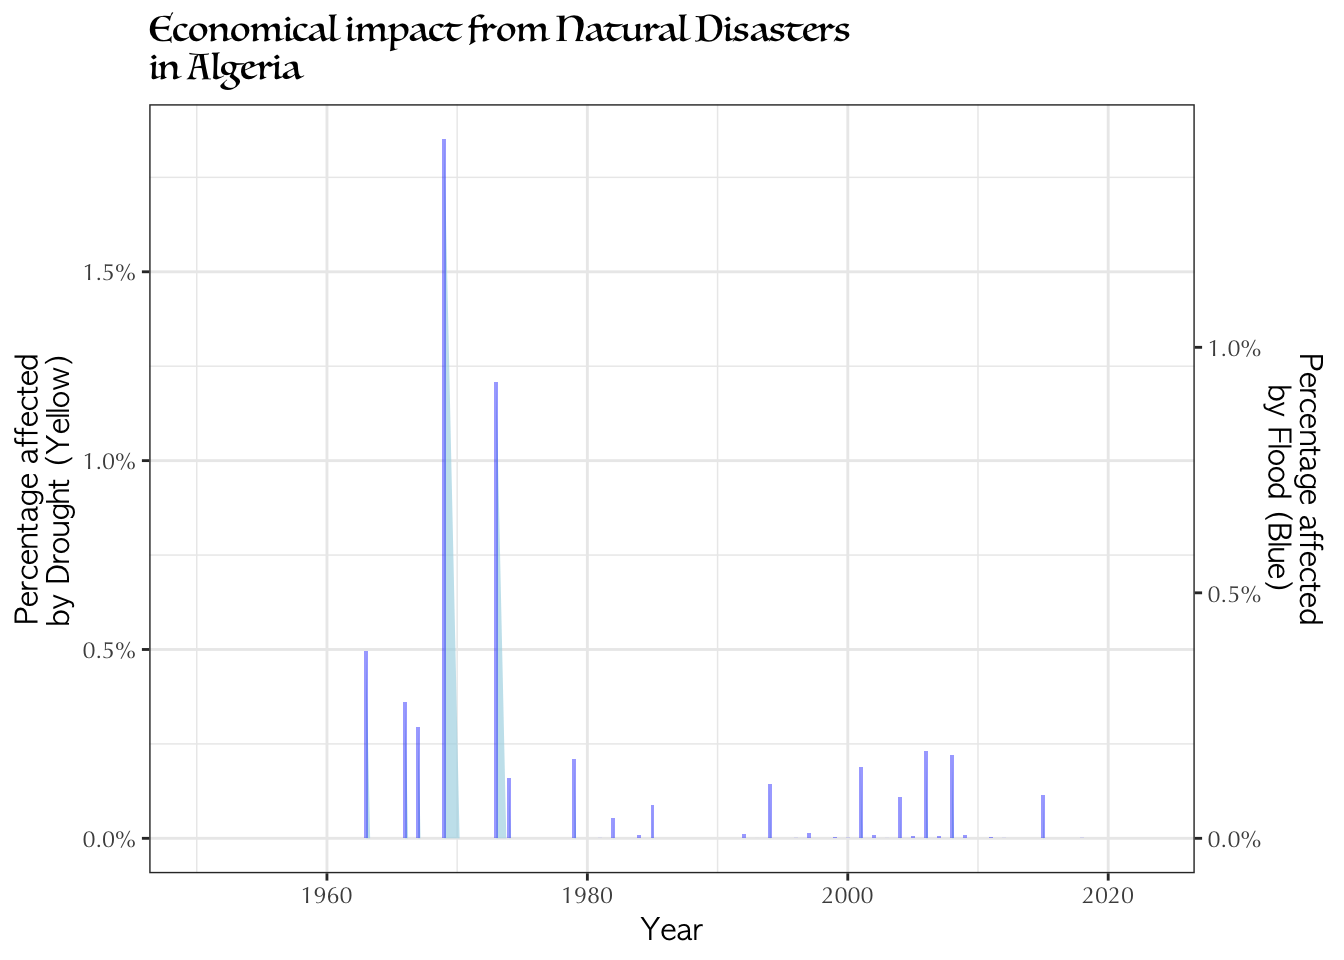 Economical impact from Natural Disasters
in Algeria
Percentage affected
by Drought (Yellow)
1.5%
1.0%
0.5%
0.0%
1.0%
0.5%
0.0%
Percentage affected
by Flood (Blue)
1960
1980
2000
2020
Year